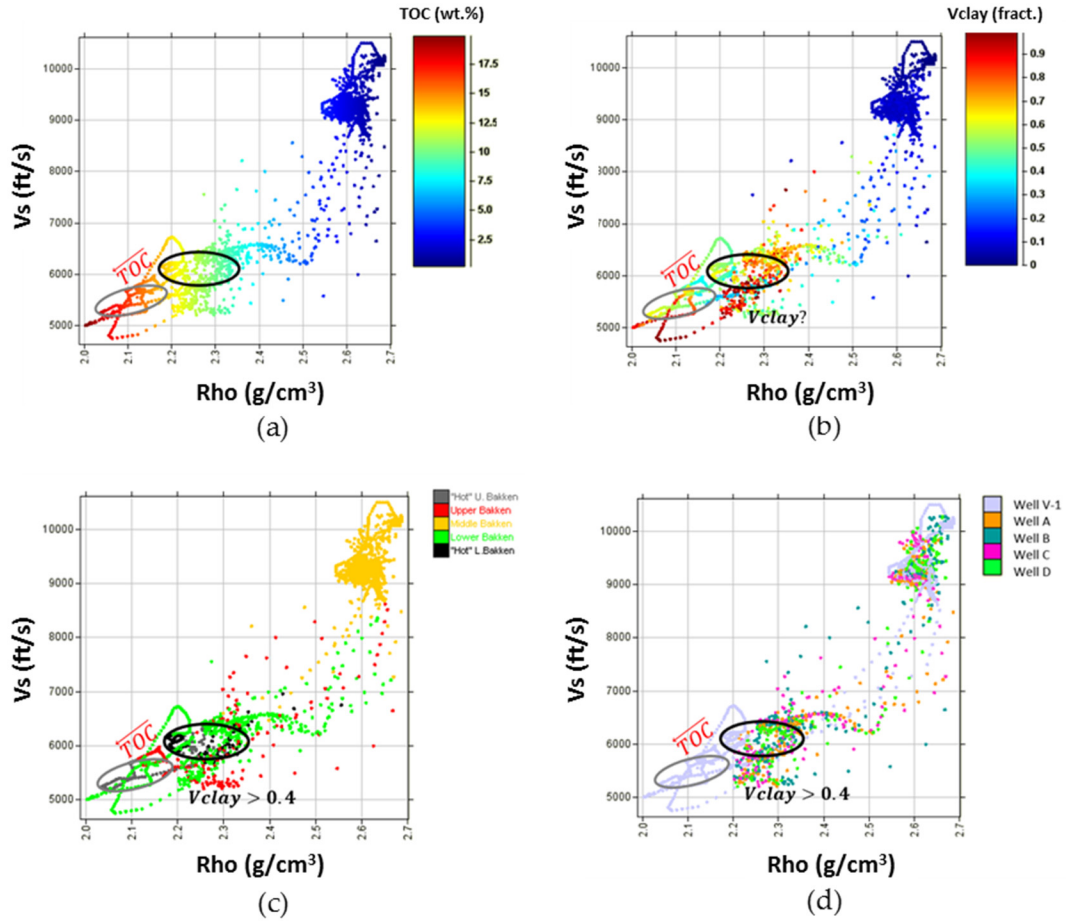 TOC (wt.%)
Vs (ft/s)
10000
9000
8000
7000
6000
5000
17.5
15
12.5
10
7.5
5.0
2.5
TOC
2.0
2.1
2.2
2.3
2.4
2.5
2.6
2.7
Rho (g/cm³)
(a)
Vclay (fract.)
Vs (ft/s)
10000
9000
8000
7000
6000
5000
0.9
0.8
0.7
0.6
0.5
0.4
0.3
0.2
0.1
0
TOC
Vclay?
2.0
2.1
2.2
2.3
2.4
2.5
2.6
2.7
Rho (g/cm³)
(b)
Vs (ft/s)
10000
9000
8000
7000
6000
5000
"Hot" U. Bakken
Upper Bakken
Middle Bakken
Lower Bakken
"Hot" L.Bakken
TOC
Vclay > 0.4
2.0
2.1
2.2
2.3
2.4
2.5
2.6
2.7
Rho (g/cm³)
(c)
Vs (ft/s)
10000
9000
8000
7000
6000
5000
Well V-1
Well A
Well B
Well C
Well D
TOC
Vclay > 0.4
2.0
2.1
2.2
2.3
2.4
2.5
2.6
2.7
Rho (g/cm³)
(d)